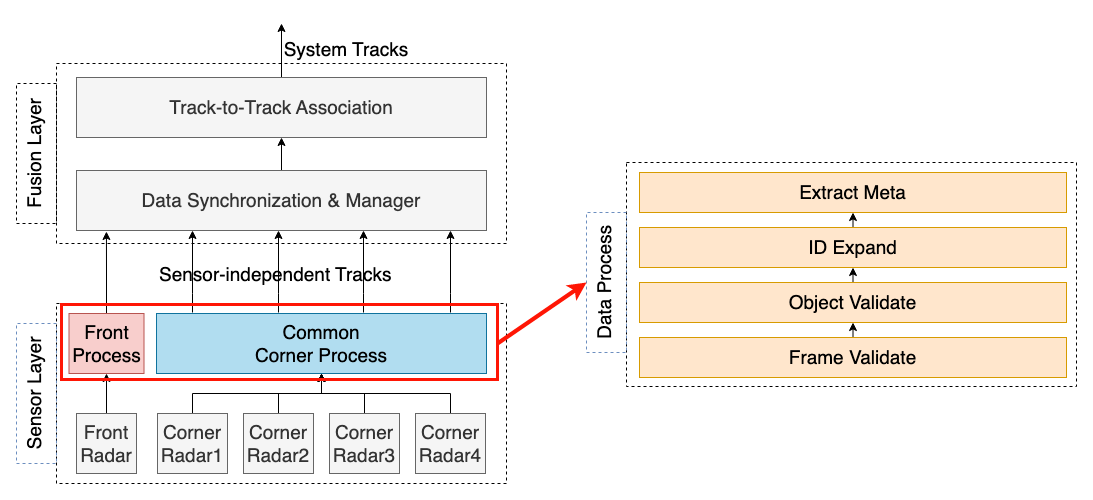 System Tracks
Fusion Layer
Track-to-Track Association
Data Synchronization & Manager
Sensor-independent Tracks
Sensor Layer
Front
Process
Common
Corner Process
Front
Radar
Corner
Radar1
Corner
Radar2
Corner
Radar3
Corner
Radar4
Data Process
Extract Meta
ID Expand
Object Validate
Frame Validate